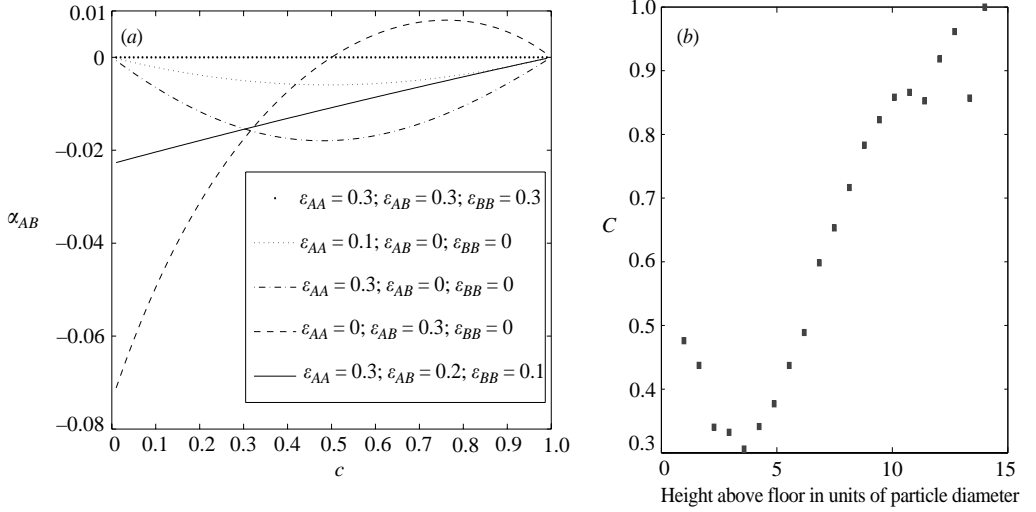 (a)
0.01
0
−0.02
−0.04
−0.06
−0.08
α_AB
0 0.1 0.2 0.3 0.4 0.5 0.6 0.7 0.8 0.9 1.0
c
ε_AA = 0.3; ε_AB = 0.3; ε_BB = 0.3
ε_AA = 0.1; ε_AB = 0; ε_BB = 0
ε_AA = 0.3; ε_AB = 0; ε_BB = 0
ε_AA = 0; ε_AB = 0.3; ε_BB = 0
ε_AA = 0.3; ε_AB = 0.2; ε_BB = 0.1
(b)
1.0
0.9
0.8
0.7
0.6
0.5
0.4
0.3
C
0 5 10 15
Height above floor in units of particle diameter